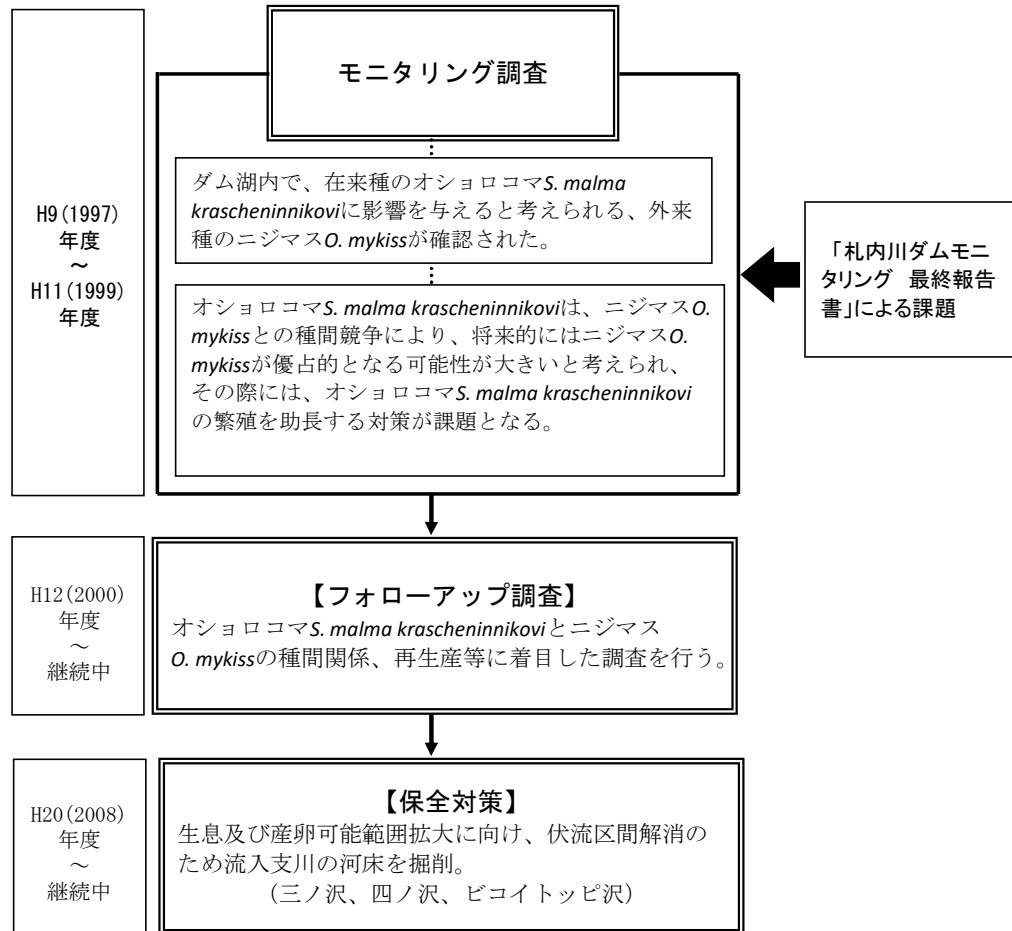 モニタリング調査
H9(1997)
年度
~
H11(1999)
年度
ダム湖内で、在来種のオショロコマS. malma
krascheninnikoviに影響を与えると考えられる、外来
種のニジマスO. mykissが確認された。
オショロコマS. malma krascheninnikoviは、ニジマスO.
mykissとの種間競争により、将来的にはニジマスO.
mykissが優占的となる可能性が大きいと考えられ、
その際には、オショロコマS. malma krascheninnikovi
の繁殖を助長する対策が課題となる。
「札内川ダムモニ
タリング 最終報告
書」による課題
H12(2000)
年度
~
継続中
【フォローアップ調査】
オショロコマS. malma krascheninnikoviとニジマス
O. mykissの種間関係、再生産等に着目した調査を行う。
H20(2008)
年度
~
継続中
【保全対策】
生息及び産卵可能範囲拡大に向け、伏流区間解消の
ため流入支川の河床を掘削。
(三ノ沢、四ノ沢、ビコイトッピ沢)